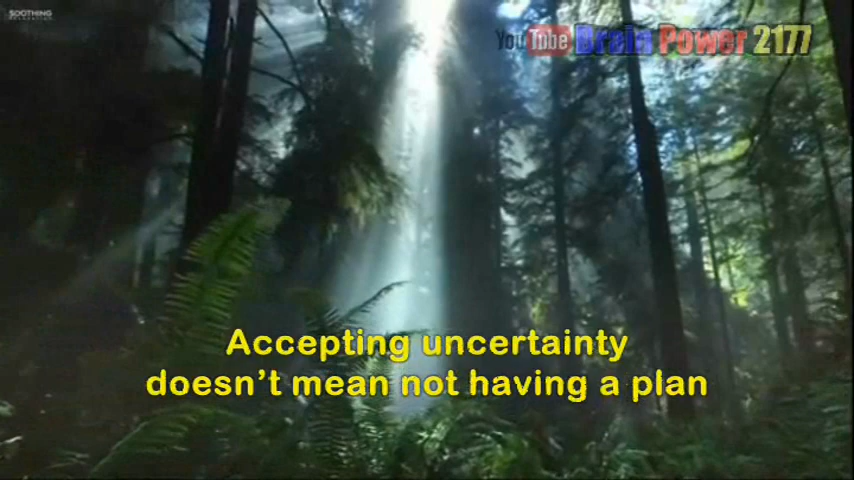 SOOTHING
YouTube Brain Power 2177
Accepting uncertainty
doesn't mean not having a plan